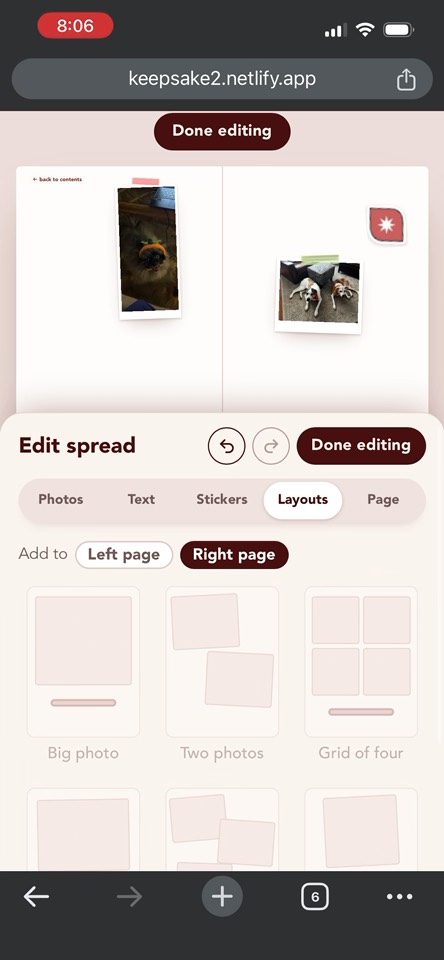 8:06
keepsake2.netlify.app
Done editing
← back to contents
Edit spread
Done editing
Photos Text Stickers Layouts Page
Add to Left page Right page
Big photo Two photos Grid of four
6